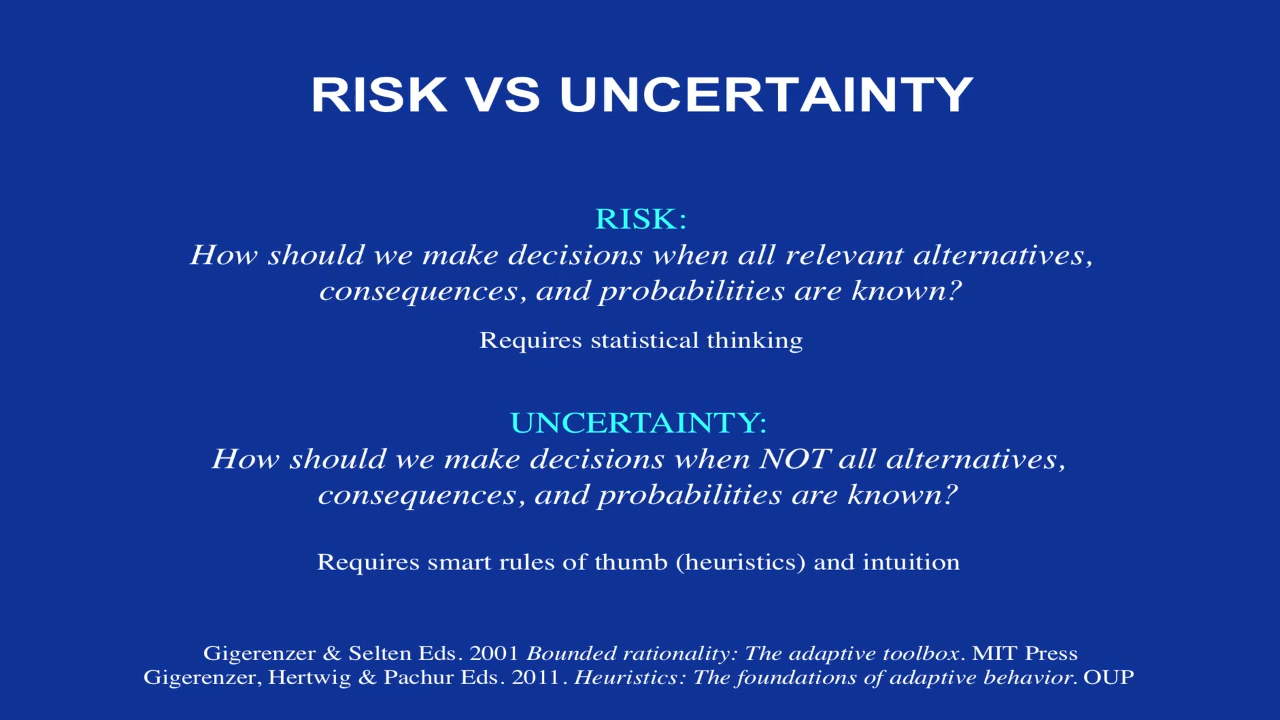 RISK VS UNCERTAINTY
RISK:
How should we make decisions when all relevant alternatives,
consequences, and probabilities are known?
Requires statistical thinking
UNCERTAINTY:
How should we make decisions when NOT all alternatives,
consequences, and probabilities are known?
Requires smart rules of thumb (heuristics) and intuition
Gigerenzer & Selten Eds. 2001 Bounded rationality: The adaptive toolbox. MIT Press
Gigerenzer, Hertwig & Pachur Eds. 2011. Heuristics: The foundations of adaptive behavior. OUP